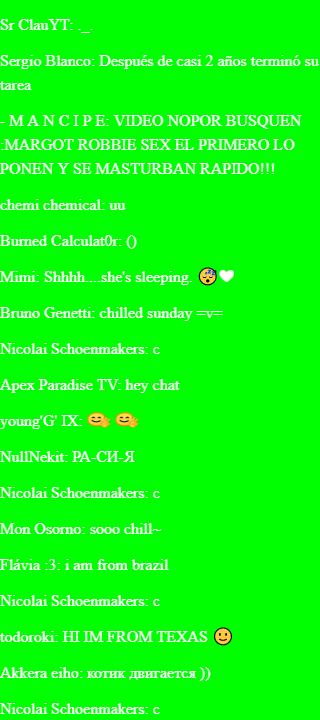 Sr ClauYT: ._.
Sergio Blanco: Después de casi 2 años terminó su
tarea
- M A N C I P E: VIDEO NOPOR BUSQUEN
:MARGOT ROBBIE SEX EL PRIMERO LO
PONEN Y SE MASTURBAN RAPIDO!!!
chemi chemical: uu
Burned Calculat0r: ()
Mimi: Shhhh....she's sleeping. 😴🤍
Bruno Genetti: chilled sunday =v=
Nicolai Schoenmakers: c
Apex Paradise TV: hey chat
young'G' IX: 🤗 🤗
NullNekit: РА-СИ-Я
Nicolai Schoenmakers: c
Mon Osorno: sooo chill~
Flávia :3: i am from brazil
Nicolai Schoenmakers: c
todoroki: HI IM FROM TEXAS 🙂
Akkera eiho: котик двигается ))
Nicolai Schoenmakers: c